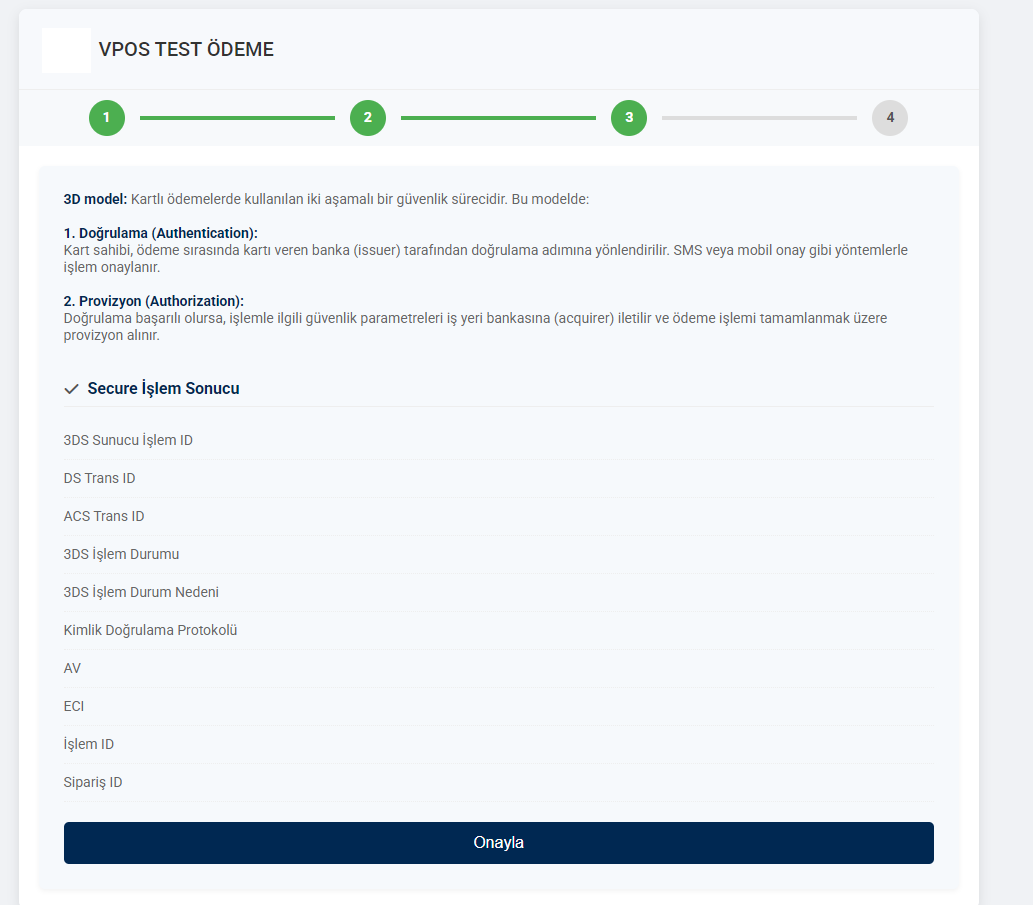 VPOS TEST ÖDEME
1
2
3
4
3D model: Kartlı ödemelerde kullanılan iki aşamalı bir güvenlik sürecidir. Bu modelde:
1. Doğrulama (Authentication):
Kart sahibi, ödeme sırasında kartı veren banka (issuer) tarafından doğrulama adımına yönlendirilir. SMS veya mobil onay gibi yöntemlerle
işlem onaylanır.
2. Provizyon (Authorization):
Doğrulama başarılı olursa, işlemle ilgili güvenlik parametreleri iş yeri bankasına (acquirer) iletilir ve ödeme işlemi tamamlanmak üzere
provizyon alınır.
Secure İşlem Sonucu
3DS Sunucu İşlem ID
DS Trans ID
ACS Trans ID
3DS İşlem Durumu
3DS İşlem Durum Nedeni
Kimlik Doğrulama Protokolü
AV
ECI
İşlem ID
Sipariş ID
Onayla